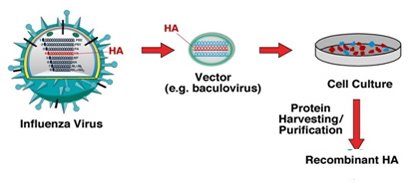 HA
HA
Vector
(e.g. baculovirus)
Cell Culture
Influenza Virus
Protein
Harvesting/
Purification
Recombinant HA